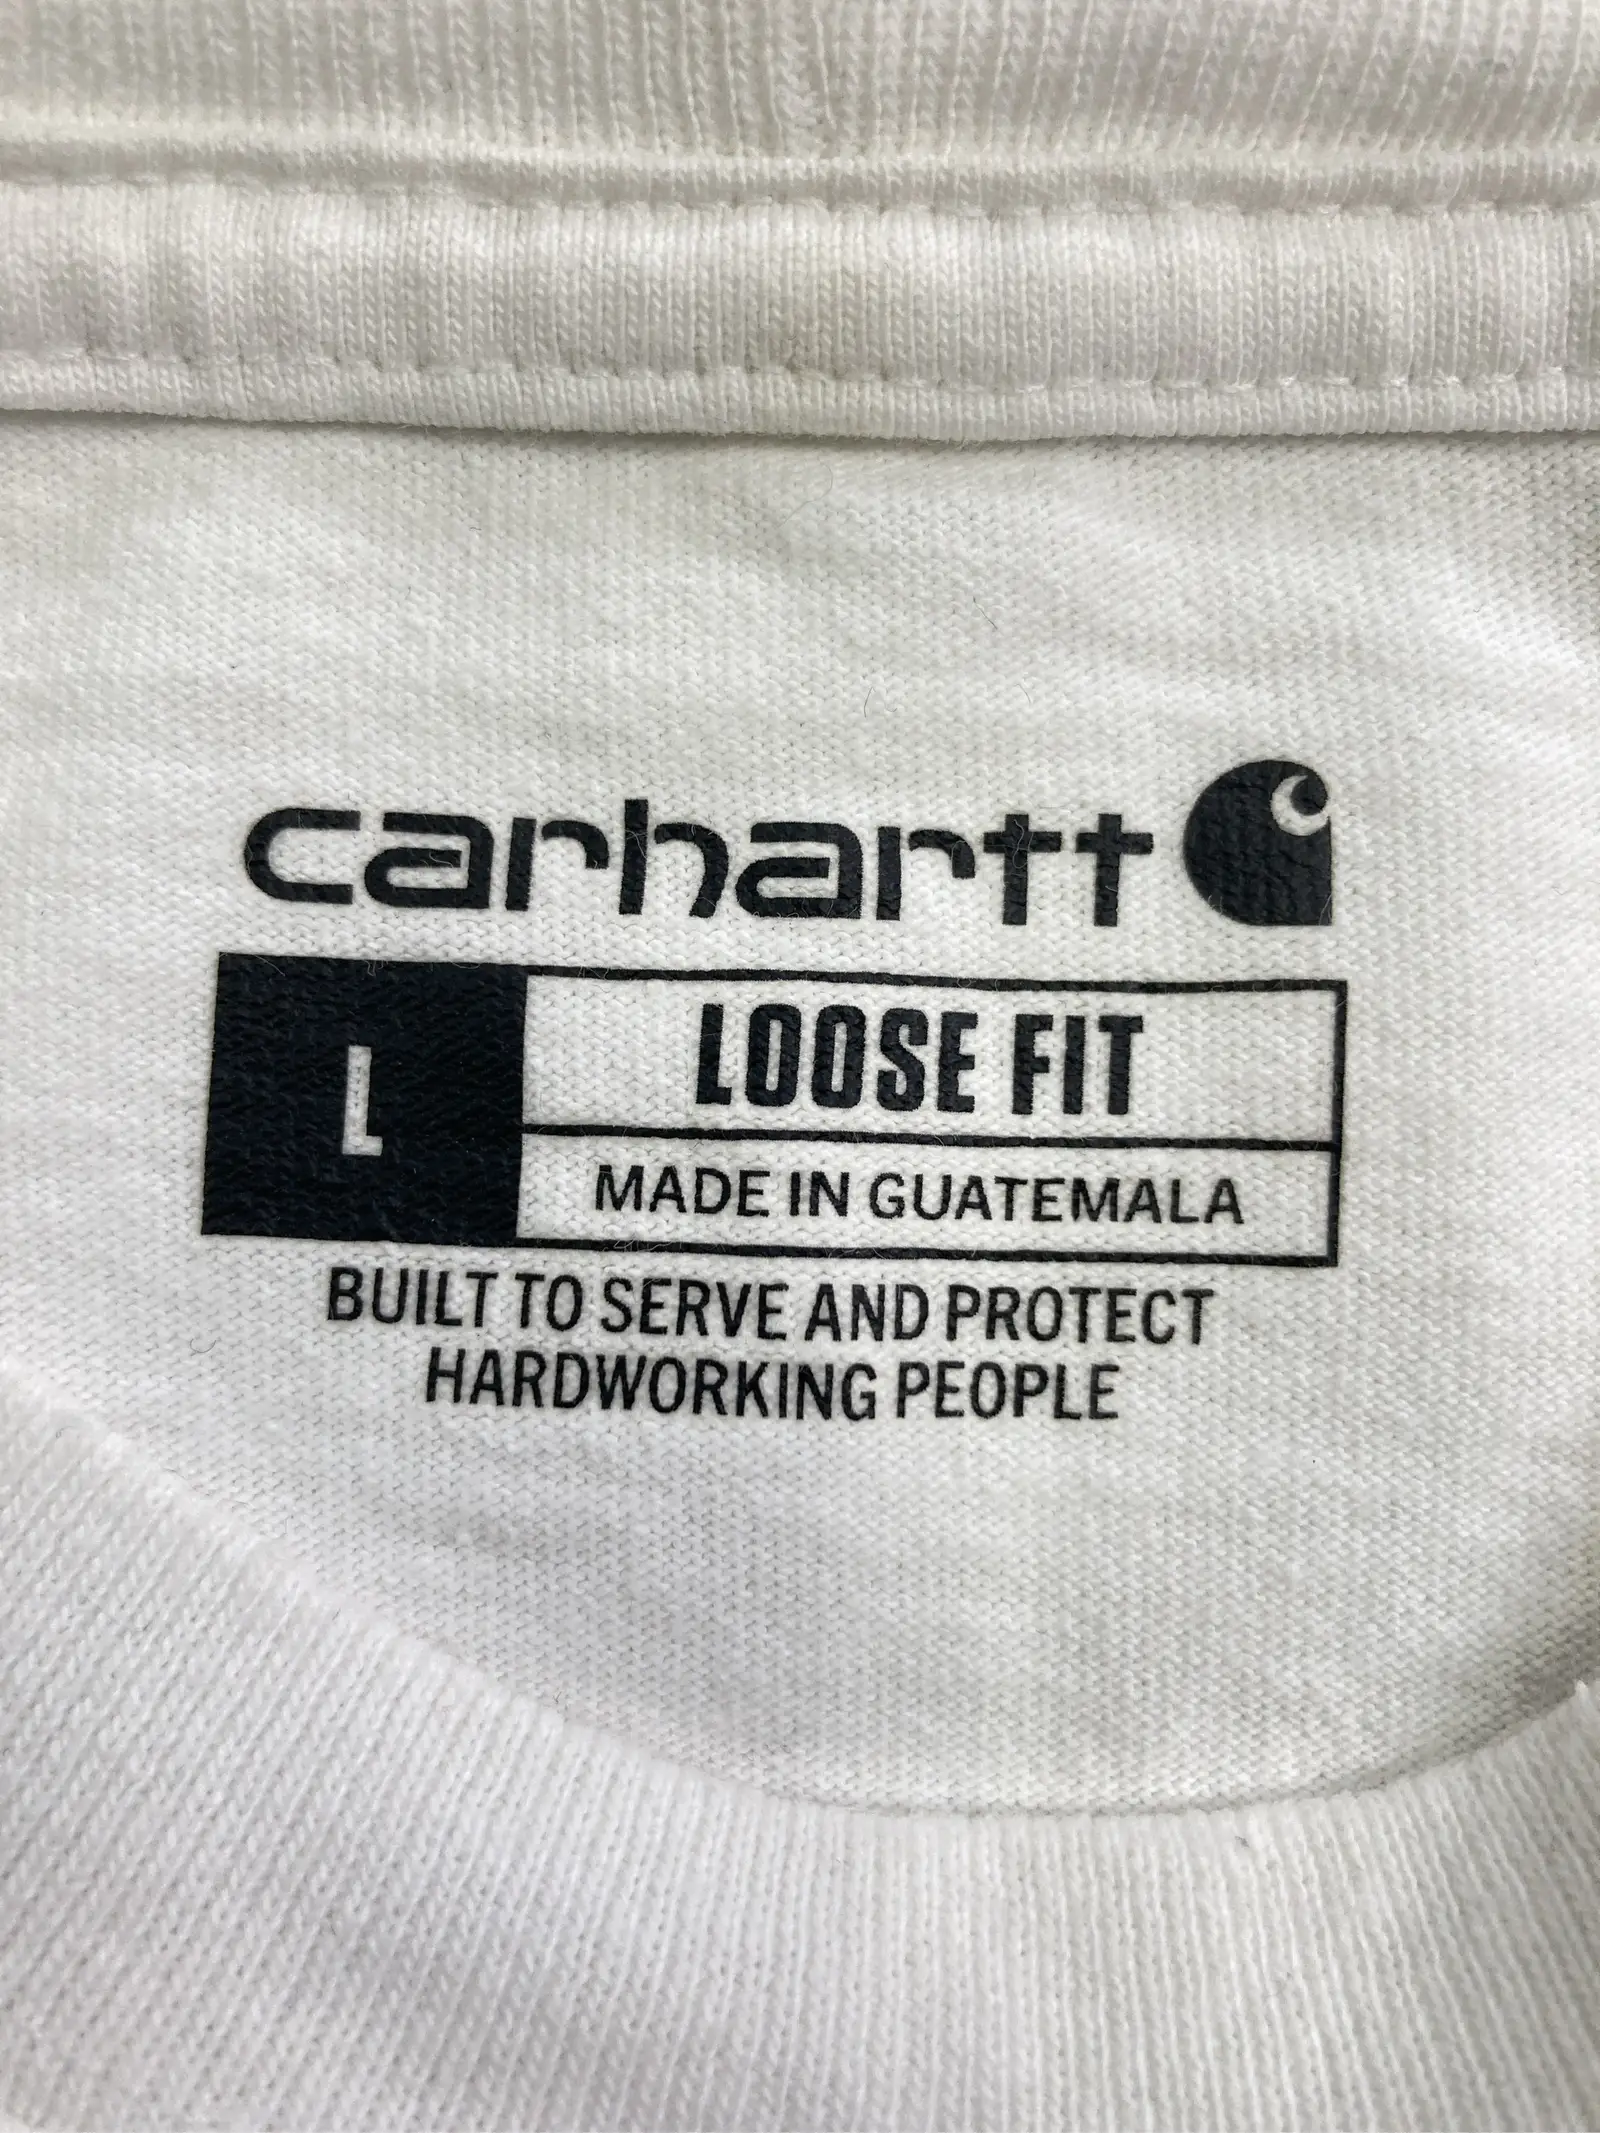 carhartt
L
LOOSE FIT
MADE IN GUATEMALA
BUILT TO SERVE AND PROTECT
HARDWORKING PEOPLE